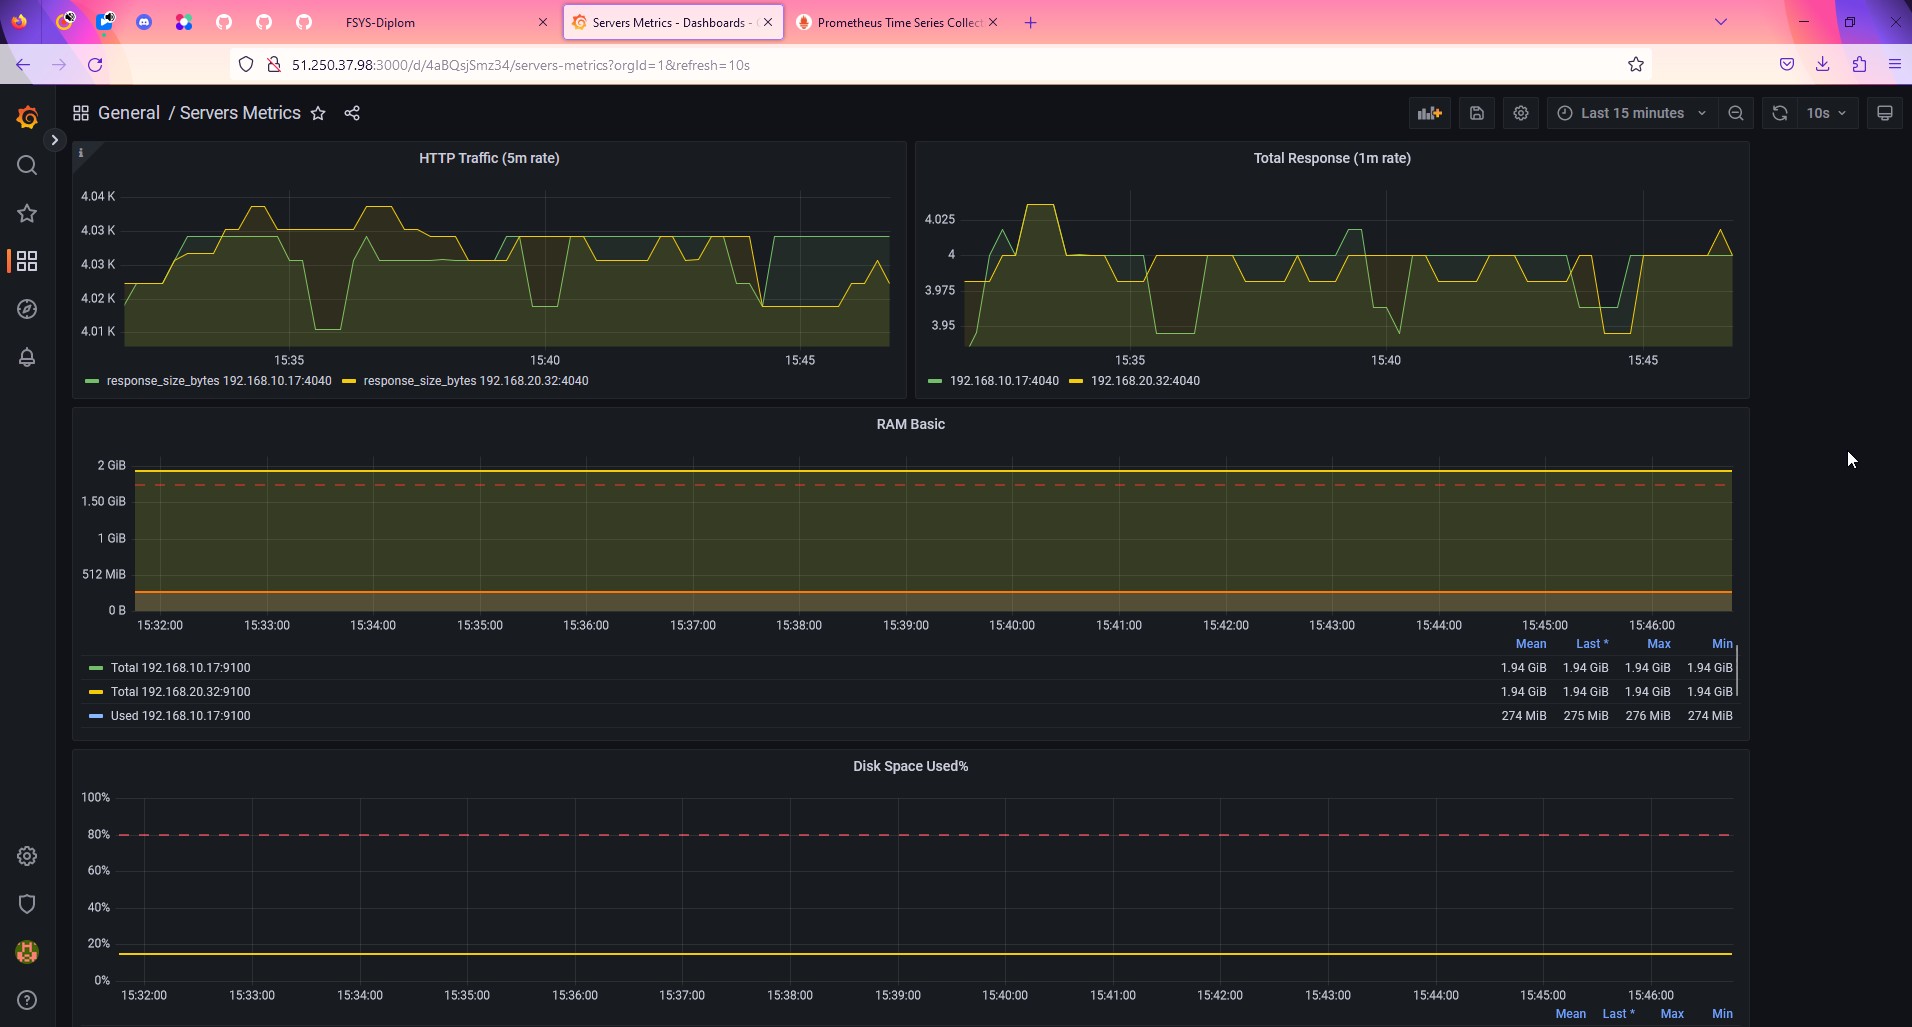 FSYS-Diplom
Servers Metrics - Dashboards -
Prometheus Time Series Collect
51.250.37.98:3000/d/4aBQsjSmz34/servers-metrics?orgId=1&refresh=10s
General / Servers Metrics
Last 15 minutes
10s
HTTP Traffic (5m rate)
4.04 K
4.03 K
4.03 K
4.02 K
4.01 K
15:35 15:40 15:45
response_size_bytes 192.168.10.17:4040 response_size_bytes 192.168.20.32:4040
Total Response (1m rate)
4.025
4
3.975
3.95
15:35 15:40 15:45
192.168.10.17:4040 192.168.20.32:4040
RAM Basic
2 GiB
1.50 GiB
1 GiB
512 MiB
0 B
15:32:00 15:33:00 15:34:00 15:35:00 15:36:00 15:37:00 15:38:00 15:39:00 15:40:00 15:41:00 15:42:00 15:43:00 15:44:00 15:45:00 15:46:00
Mean Last * Max Min
Total 192.168.10.17:9100 1.94 GiB 1.94 GiB 1.94 GiB 1.94 GiB
Total 192.168.20.32:9100 1.94 GiB 1.94 GiB 1.94 GiB 1.94 GiB
Used 192.168.10.17:9100 274 MiB 275 MiB 276 MiB 274 MiB
Disk Space Used%
100%
80%
60%
40%
20%
0%
15:32:00 15:33:00 15:34:00 15:35:00 15:36:00 15:37:00 15:38:00 15:39:00 15:40:00 15:41:00 15:42:00 15:43:00 15:44:00 15:45:00 15:46:00
Mean Last * Max Min